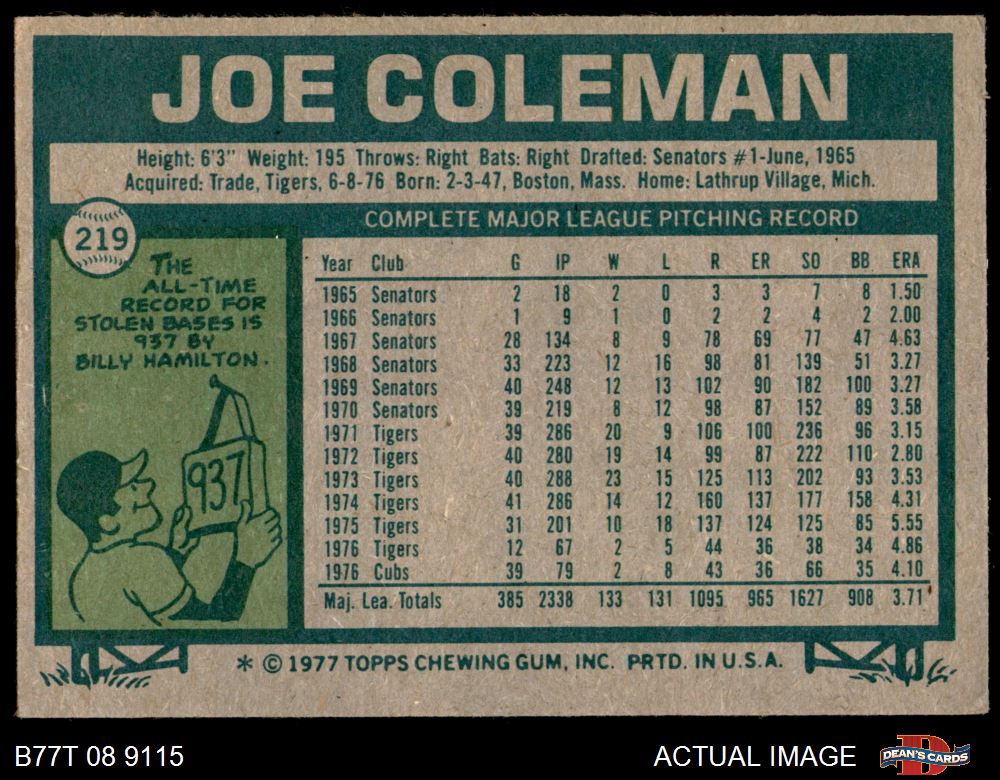 JOE COLEMAN
Height: 6'3" Weight: 195 Throws: Right Bats: Right Drafted: Senators #1-June, 1965
Acquired: Trade, Tigers, 6-8-76 Born: 2-3-47, Boston, Mass. Home: Lathrup Village, Mich.
219
THE
ALL-TIME
RECORD FOR
STOLEN BASES IS
937 BY
BILLY HAMILTON.
937
COMPLETE MAJOR LEAGUE PITCHING RECORD
Year Club G IP W L R ER SO BB ERA
1965 Senators 2 18 2 0 3 3 7 8 1.50
1966 Senators 1 9 1 0 2 2 4 2 2.00
1967 Senators 28 134 8 9 78 69 77 47 4.63
1968 Senators 33 223 12 16 98 81 139 51 3.27
1969 Senators 40 248 12 13 102 90 182 100 3.27
1970 Senators 39 219 8 12 98 87 152 89 3.58
1971 Tigers 39 286 20 9 106 100 236 96 3.15
1972 Tigers 40 280 19 14 99 87 222 110 2.80
1973 Tigers 40 288 23 15 125 113 202 93 3.53
1974 Tigers 41 286 14 12 160 137 177 158 4.31
1975 Tigers 31 201 10 18 137 124 125 85 5.55
1976 Tigers 12 67 2 5 44 36 38 34 4.86
1976 Cubs 39 79 2 8 43 36 66 35 4.10
Maj. Lea. Totals 385 2338 133 131 1095 965 1627 908 3.71
* © 1977 TOPPS CHEWING GUM, INC. PRTD. IN U.S.A.
B77T 08 9115
ACTUAL IMAGE
DEAN'S CARDS